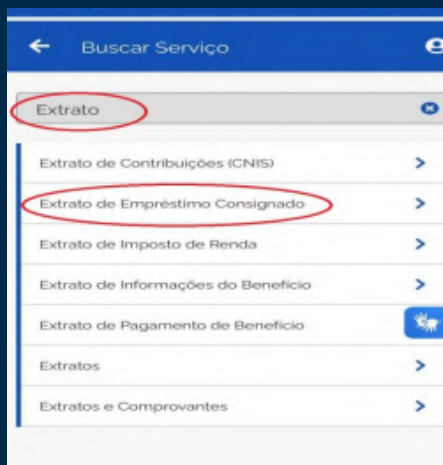 Buscar Serviço
Extrato
Extrato de Contribuições (CNIS)
Extrato de Empréstimo Consignado
Extrato de Imposto de Renda
Extrato de Informações do Benefício
Extrato de Pagamento de Benefício
Extratos
Extratos e Comprovantes